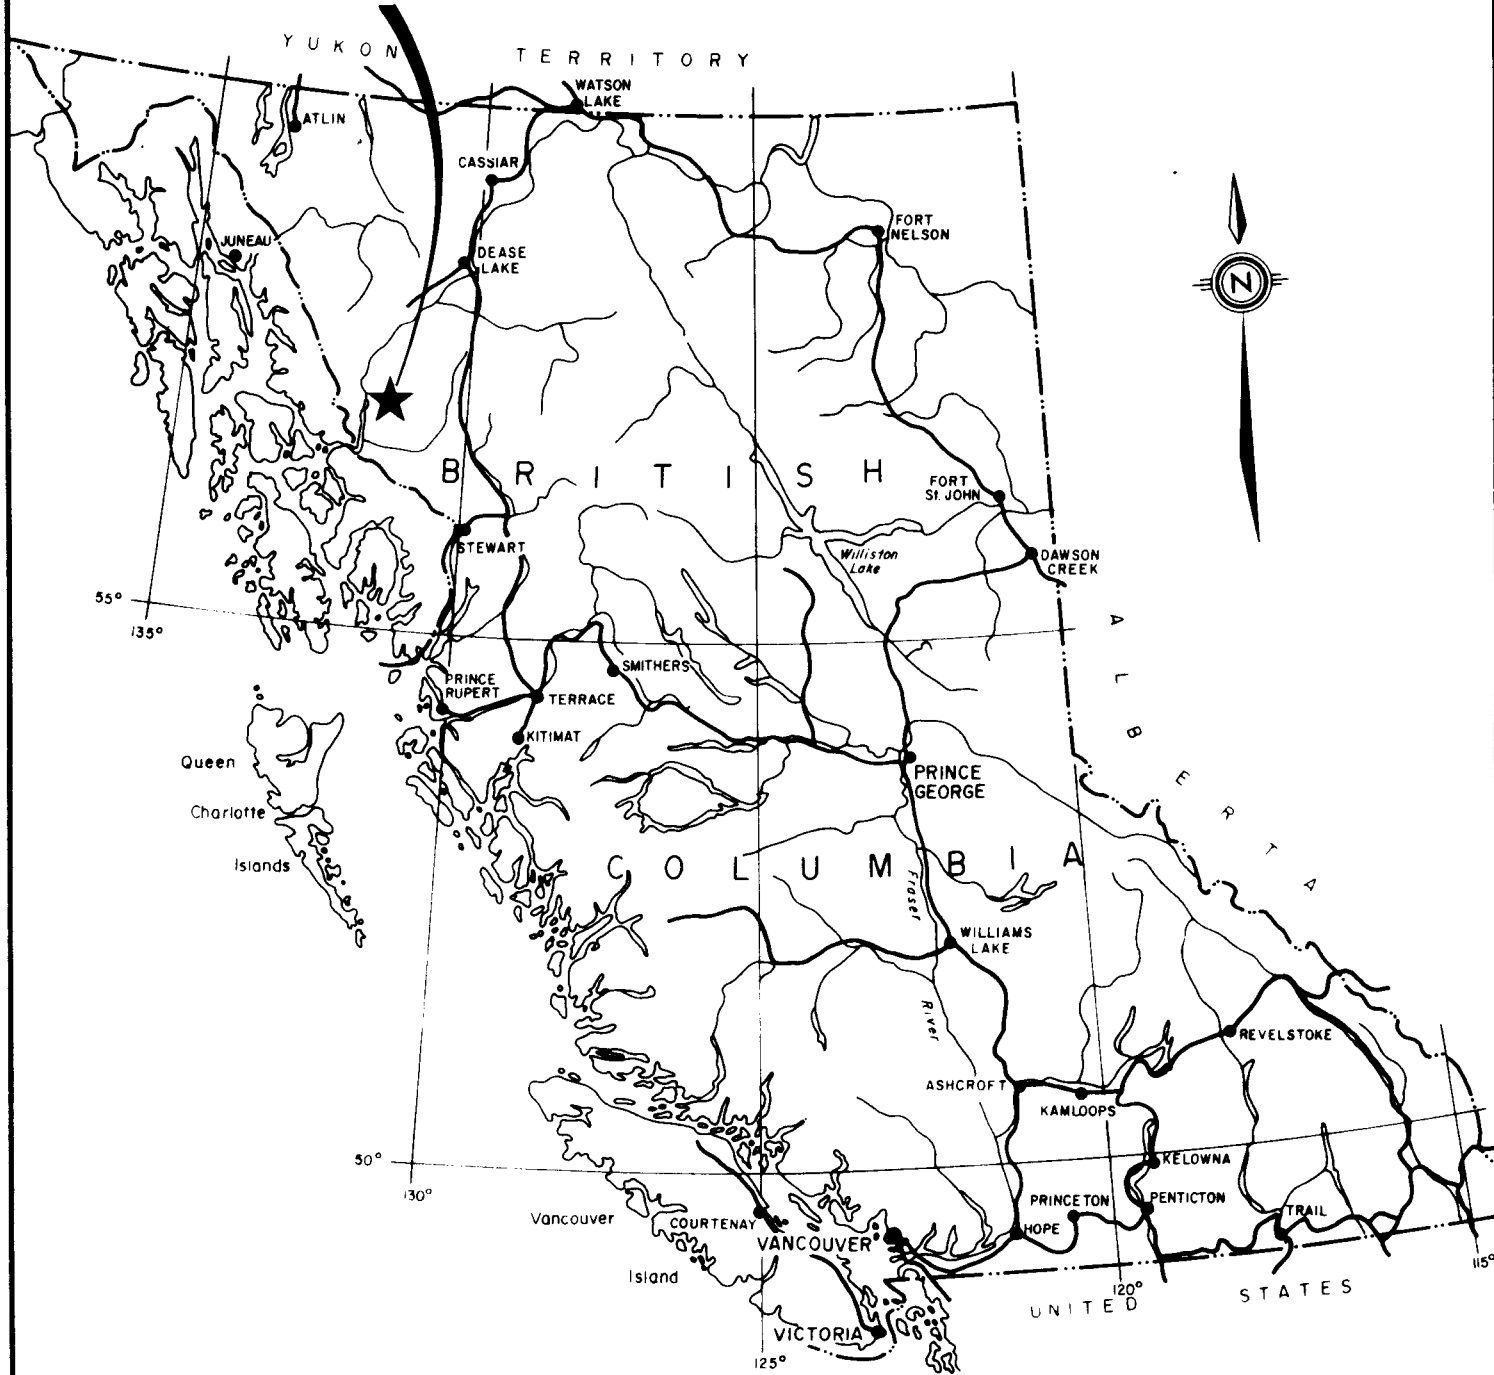 YUKON TERRITORY
WATSON
LAKE
ATLIN
CASSIAR
FORT
NELSON
JUNEAU
DEASE
LAKE
N
BRITISH
FORT
St. JOHN
STEWART
Williston
Lake
DAWSON
CREEK
55°
135°
ALBERTA
SMITHERS
PRINCE
RUPERT
TERRACE
KITIMAT
Queen
Charlotte
Islands
PRINCE
GEORGE
COLUMBIA
Fraser
River
WILLIAMS
LAKE
REVELSTOKE
ASHCROFT
KAMLOOPS
50°
130°
KELOWNA
PRINCETON
PENTICTON
TRAIL
Vancouver
Island
COURTENAY
VANCOUVER
HOPE
115°
120°
UNITED STATES
VICTORIA
125°